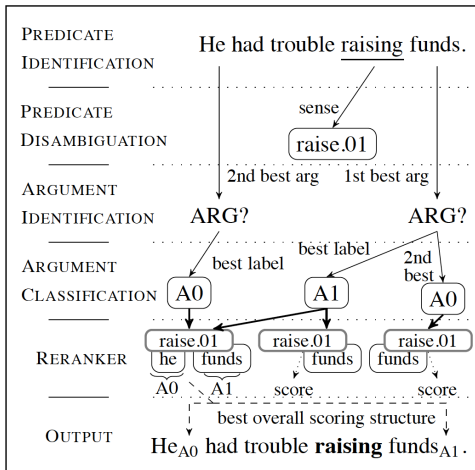 PREDICATE IDENTIFICATION
He had trouble raising funds.
PREDICATE DISAMBIGUATION
sense
raise.01
ARGUMENT IDENTIFICATION
2nd best arg
1st best arg
ARG?
ARG?
ARGUMENT CLASSIFICATION
best label
best label
2nd best
A0
A1
A0
RERANKER
raise.01
he
funds
A0
A1
raise.01
funds
score
raise.01
funds
score
best overall scoring structure
OUTPUT
HeA0 had trouble raising fundsA1.